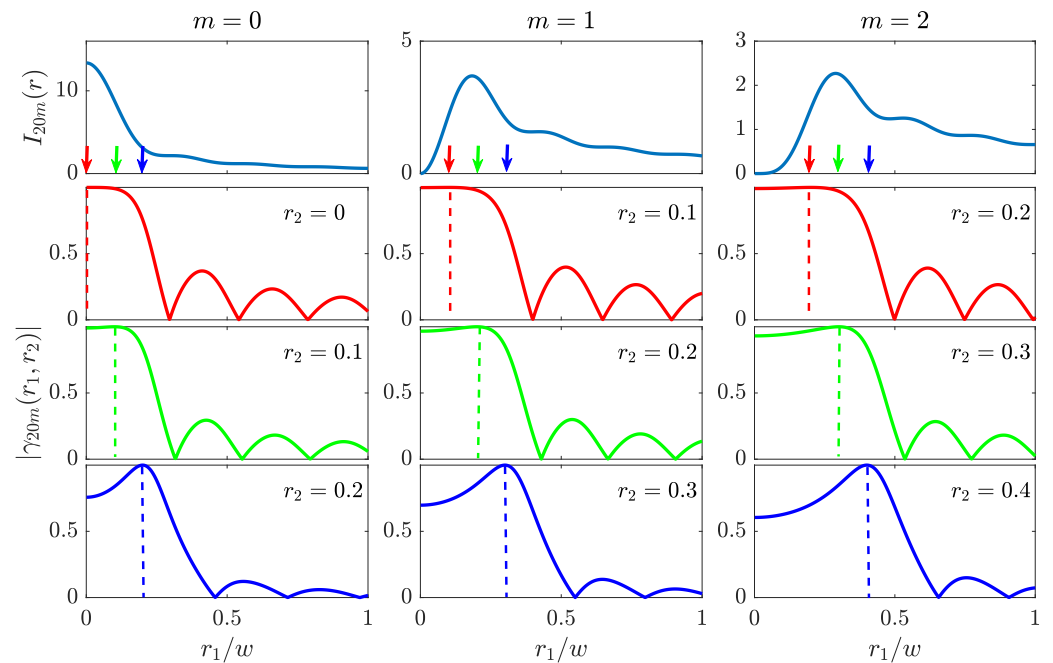 m = 0
m = 1
m = 2
I₂₀ₘ(r)
10
0
5
0
3
2
1
0
r₂ = 0
r₂ = 0.1
r₂ = 0.2
0.5
0
0.5
0
0.5
0
|γ₂₀ₘ(r₁, r₂)|
r₂ = 0.1
r₂ = 0.2
r₂ = 0.3
0.5
0
0.5
0
0.5
0
r₂ = 0.2
r₂ = 0.3
r₂ = 0.4
0.5
0
0.5
0
0.5
0
0 0.5 1
0 0.5 1
0 0.5 1
r₁/w
r₁/w
r₁/w